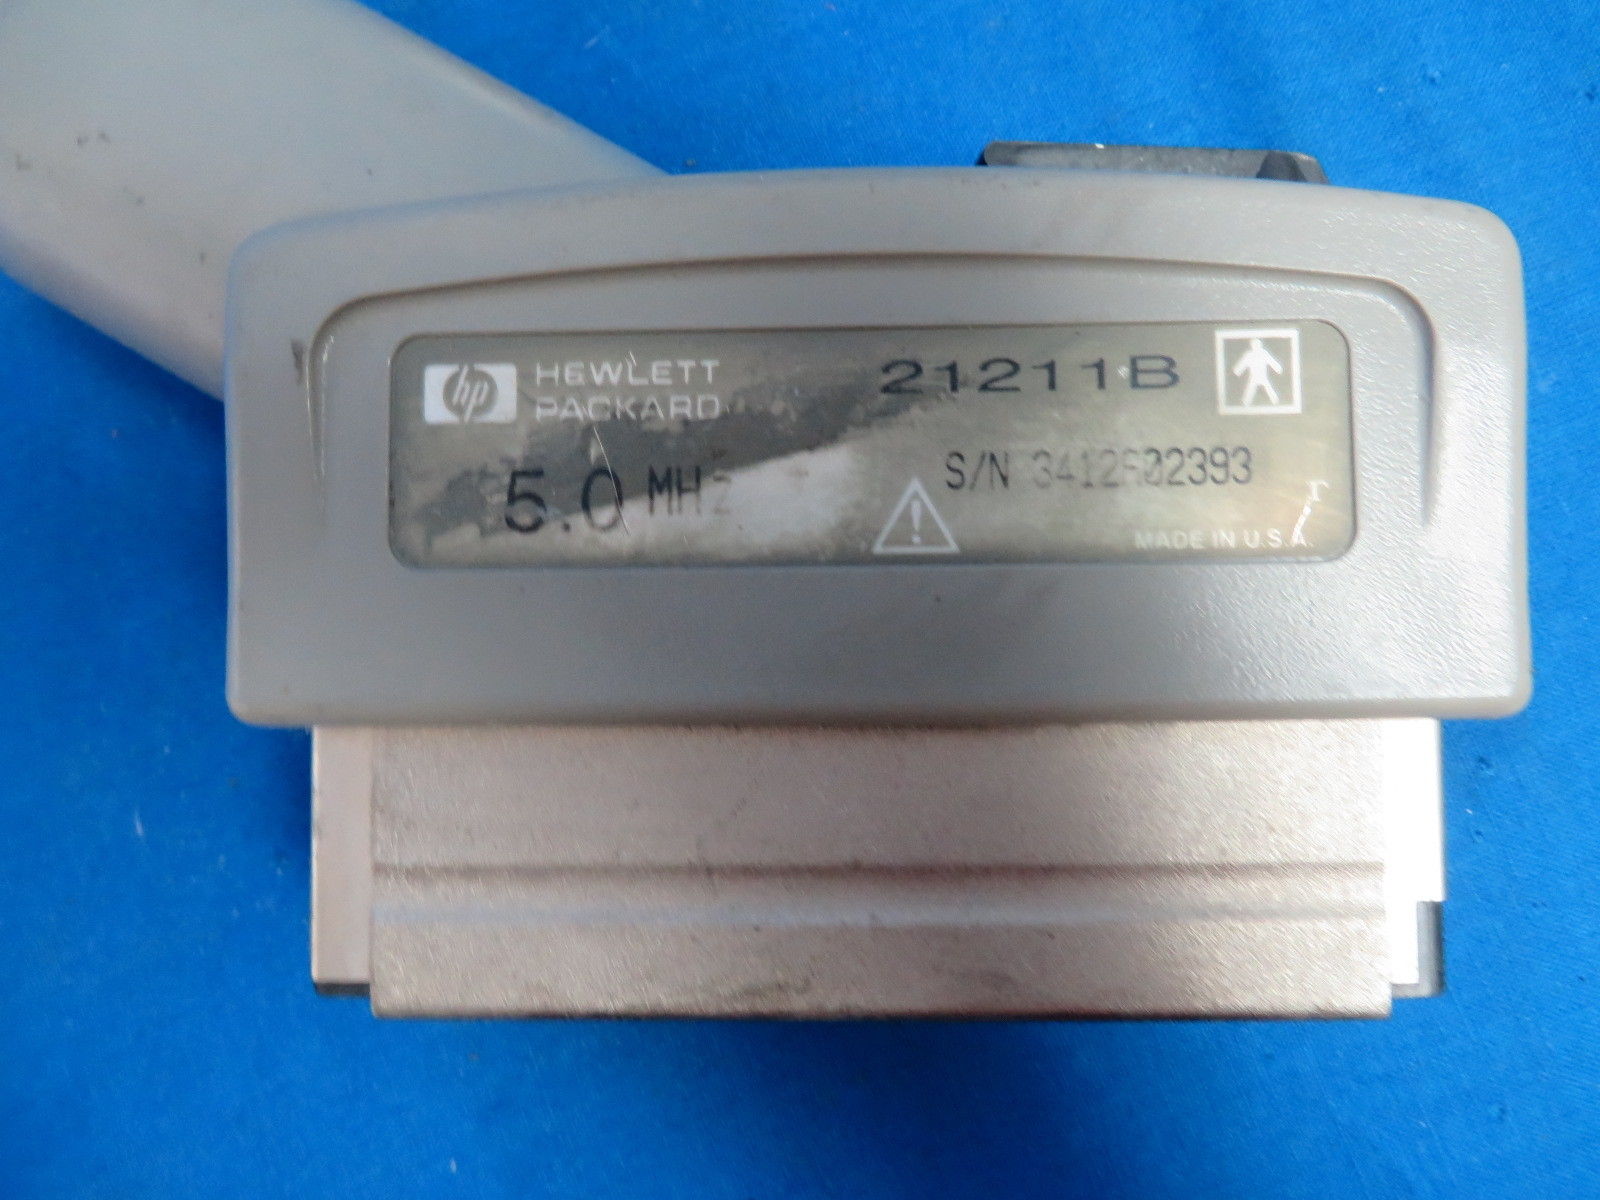 hp HEWLETT
PACKARD
21211B
5.0 MHz
S/N 3412A02393
MADE IN U.S.A.